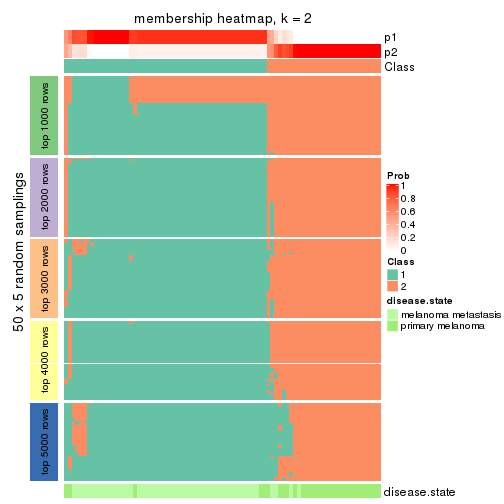 membership heatmap, k = 2
p1
p2
Class
50 x 5 random samplings
top 1000 rows
top 2000 rows
top 3000 rows
top 4000 rows
top 5000 rows
Prob
1
0.8
0.6
0.4
0.2
0
Class
1
2
disease.state
melanoma metastasis
primary melanoma
disease.state